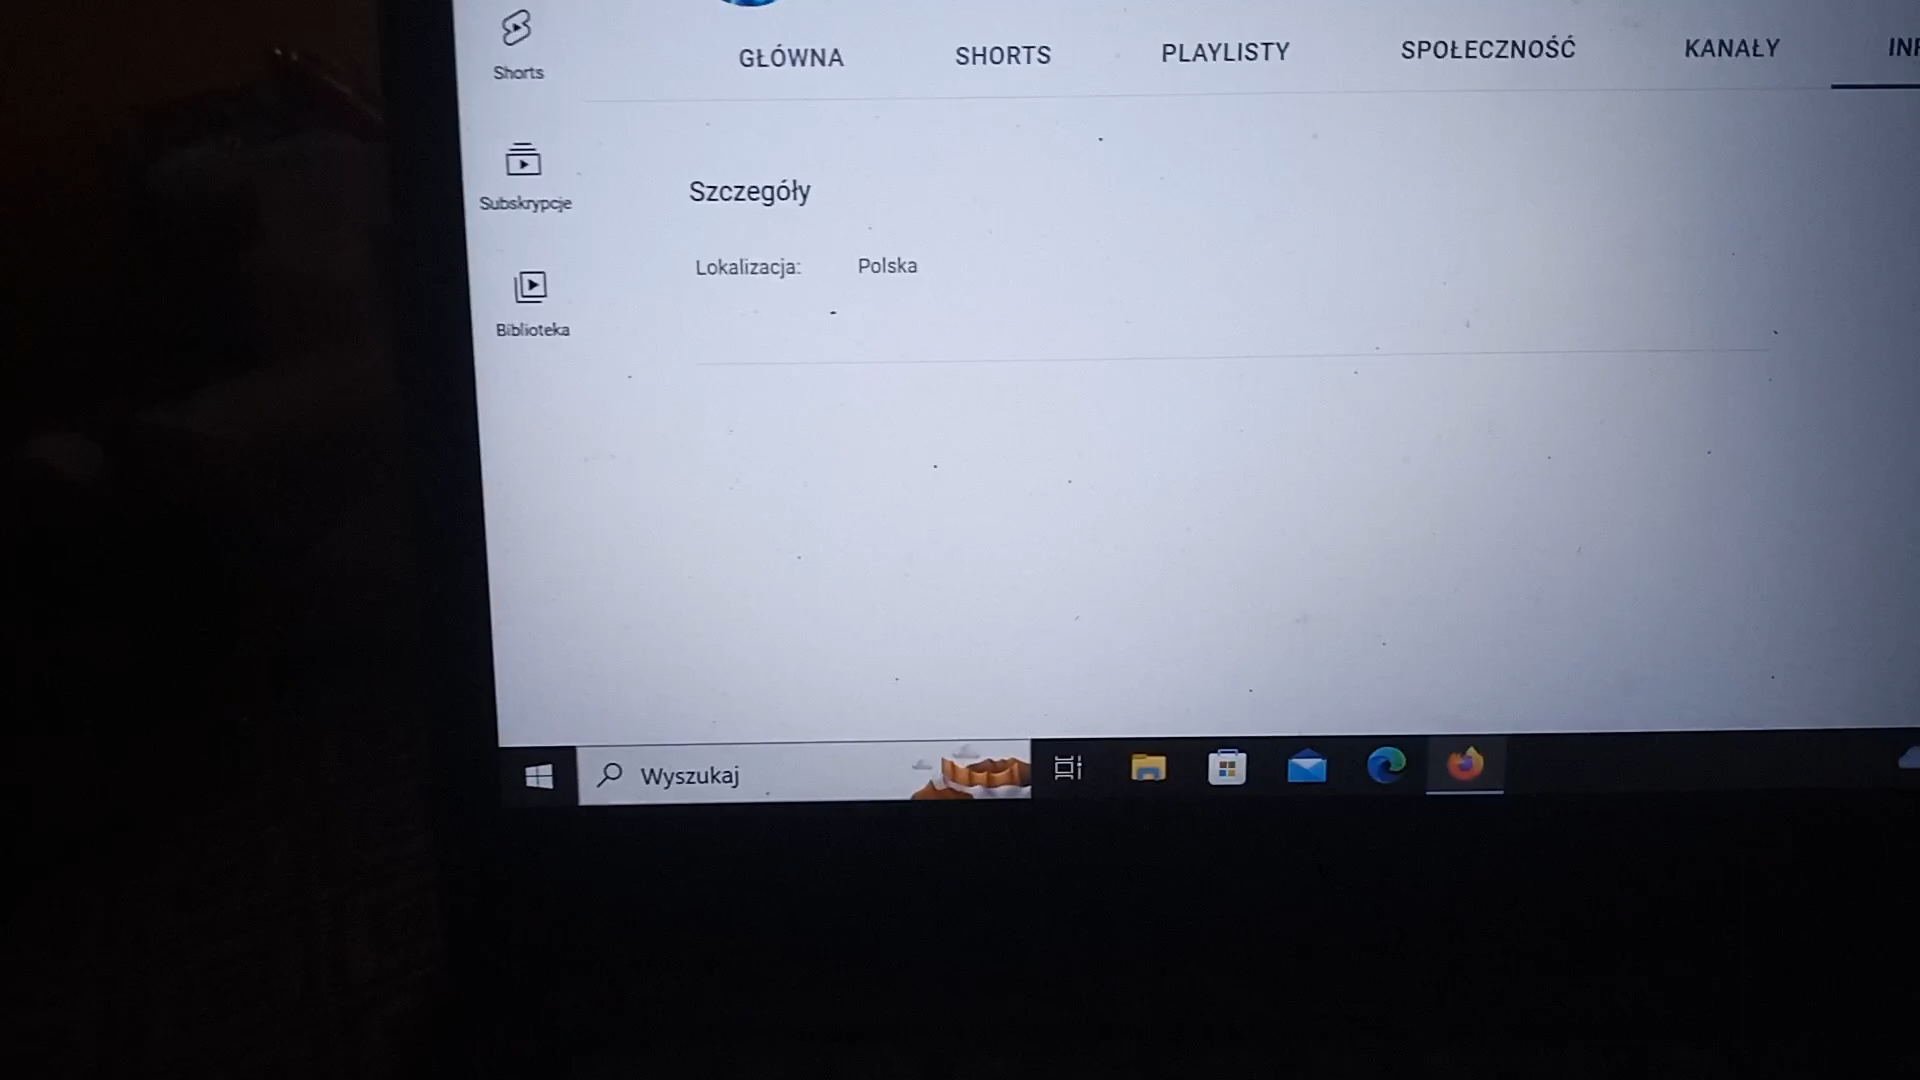 Shorts
GŁÓWNA
SHORTS
PLAYLISTY
SPOŁECZNOŚĆ
KANAŁY
Subskrypcje
Szczegóły
Lokalizacja: Polska
Biblioteka
Wyszukaj